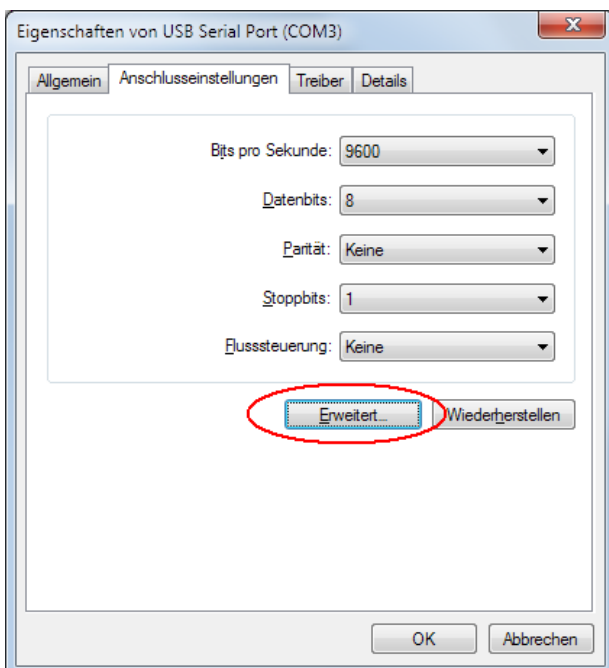 Eigenschaften von USB Serial Port (COM3)
Allgemein Anschlusseinstellungen Treiber Details
Bits pro Sekunde: 9600
Datenbits: 8
Parität: Keine
Stoppbits: 1
Flusssteuerung: Keine
Erweitert... Wiederherstellen
OK Abbrechen